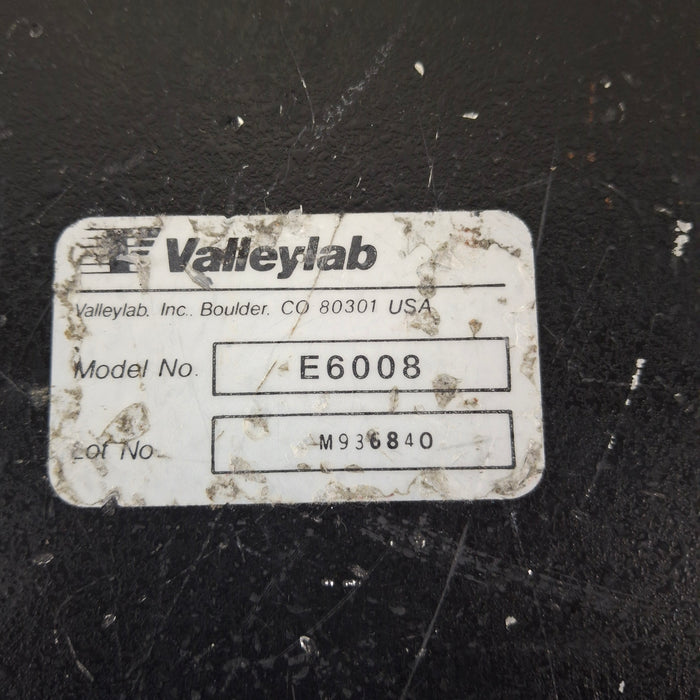 Valleylab
Valleylab, Inc. Boulder, CO 80301 USA
Model No. E6008
Lot No. M936840